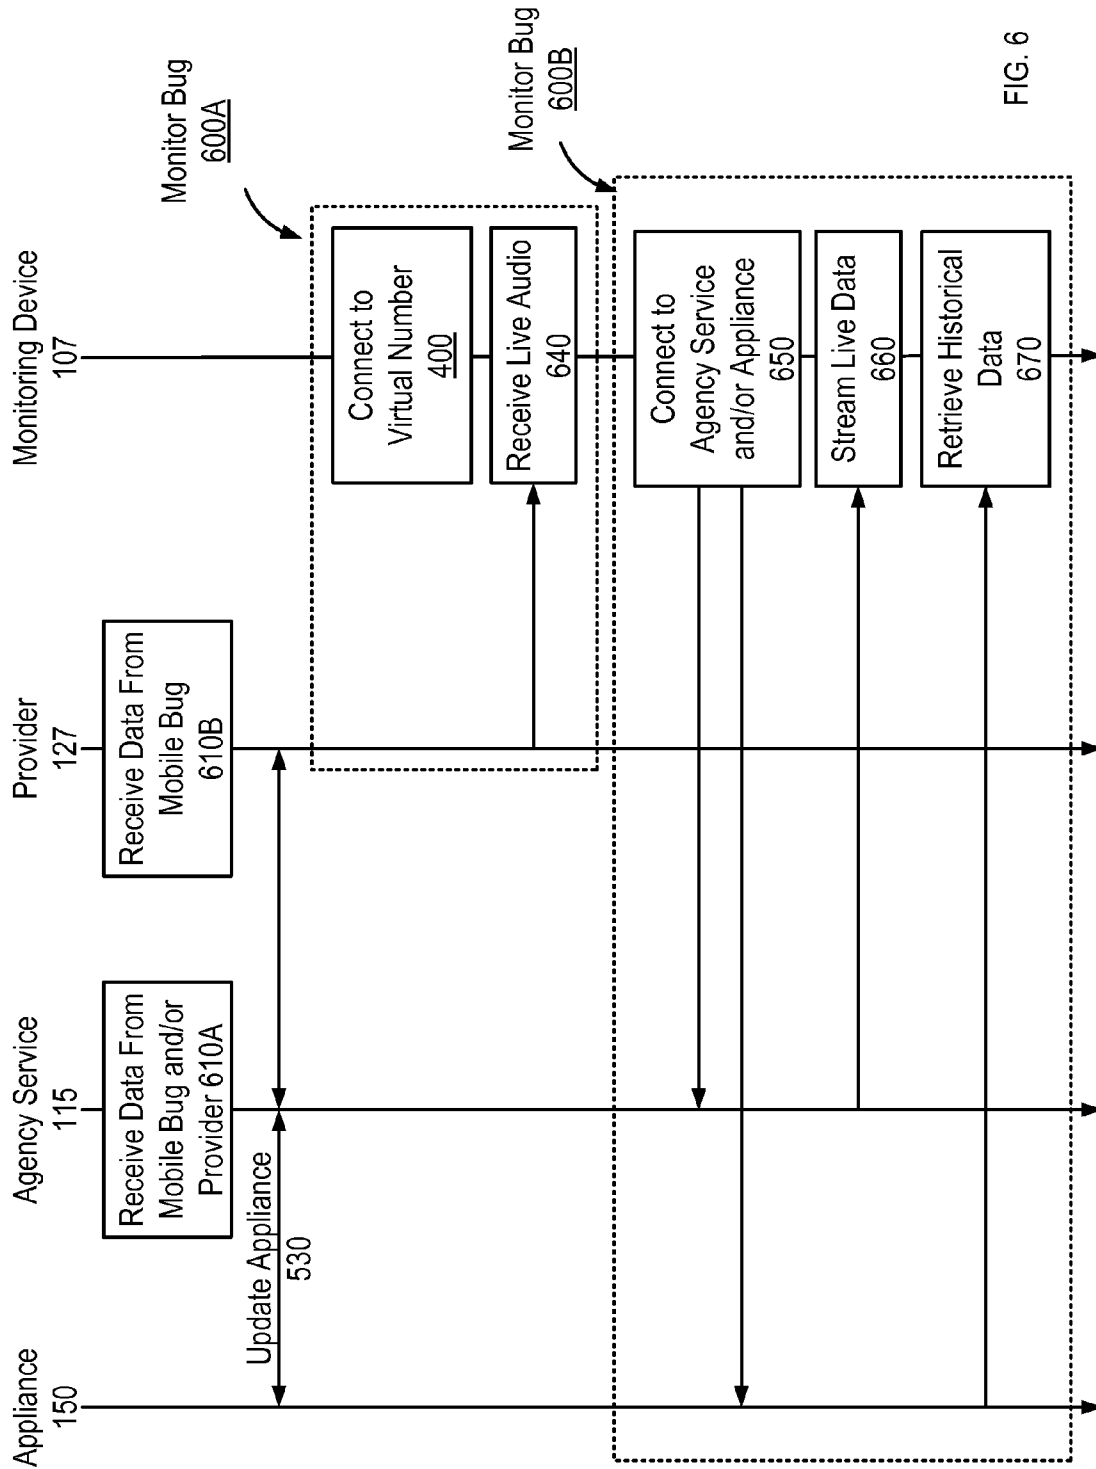 Appliance
150
Agency Service
115
Provider
127
Monitoring Device
107
Receive Data From
Mobile Bug and/or
Provider 610A
Receive Data From
Mobile Bug
610B
Update Appliance
530
Monitor Bug
600A
Connect to
Virtual Number
400
Receive Live Audio
640
Monitor Bug
600B
Connect to
Agency Service
and/or Appliance
650
Stream Live Data
660
Retrieve Historical
Data
670
FIG. 6